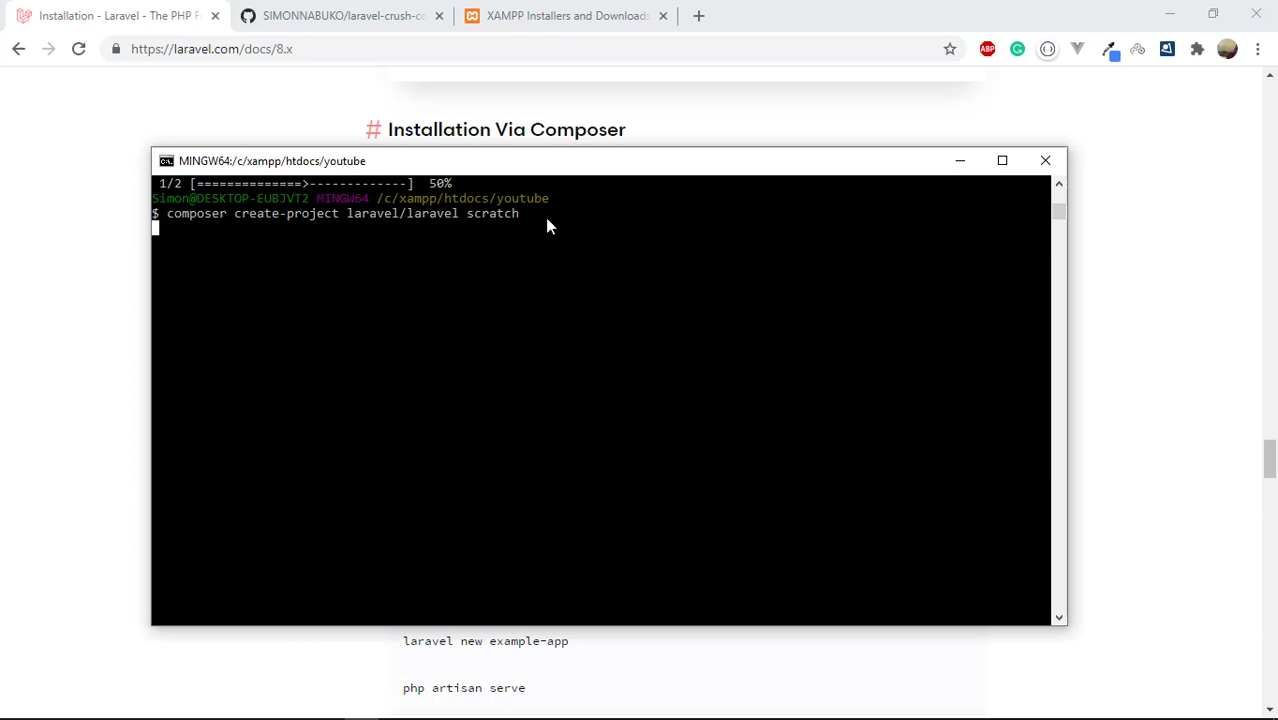 Installation - Laravel - The PHP F
SIMONNABUKO/laravel-crush-co
XAMPP Installers and Downloads
https://laravel.com/docs/8.x
ABP
# Installation Via Composer
MINGW64:/c/xampp/htdocs/youtube
1/2 [==============>-------------] 50%
Simon@DESKTOP-EUBJVT2 MINGW64 /c/xampp/htdocs/youtube
$ composer create-project laravel/laravel scratch
laravel new example-app
php artisan serve